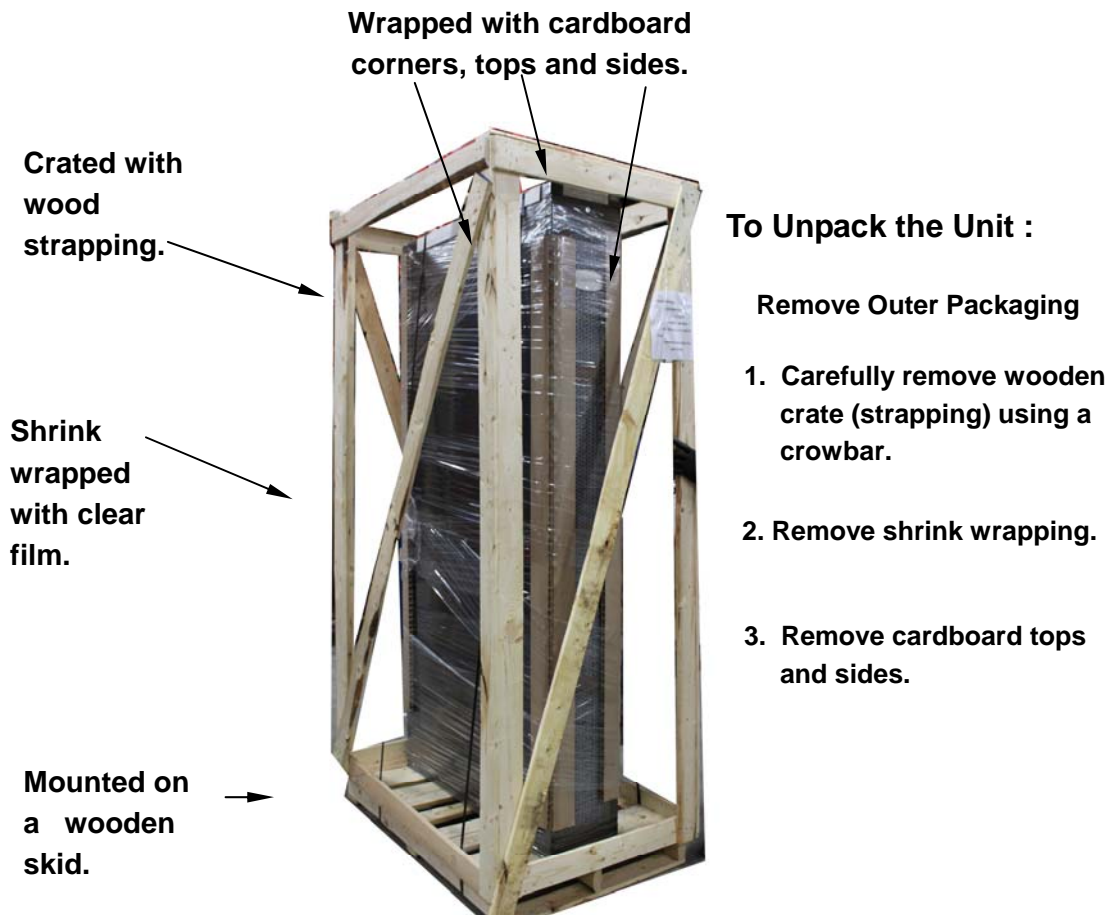 Wrapped with cardboard
corners, tops and sides.
Crated with
wood
strapping.
Shrink
wrapped
with clear
film.
Mounted on
a wooden
skid.
To Unpack the Unit :
Remove Outer Packaging
1. Carefully remove wooden
crate (strapping) using a
crowbar.
2. Remove shrink wrapping.
3. Remove cardboard tops
and sides.